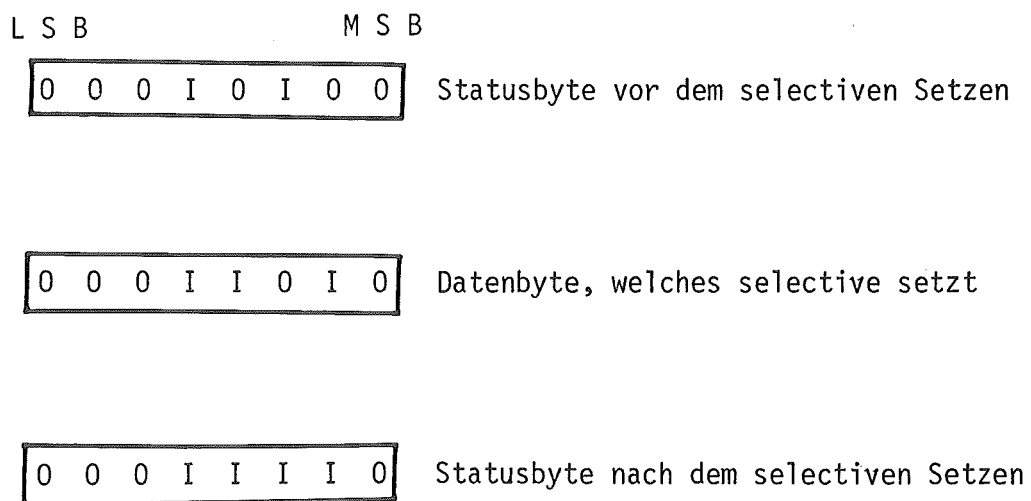 L S B M S B
0 0 0 I 0 I 0 0 Statusbyte vor dem selectiven Setzen
0 0 0 I I 0 I 0 Datenbyte, welches selective setzt
0 0 0 I I I I 0 Statusbyte nach dem selectiven Setzen